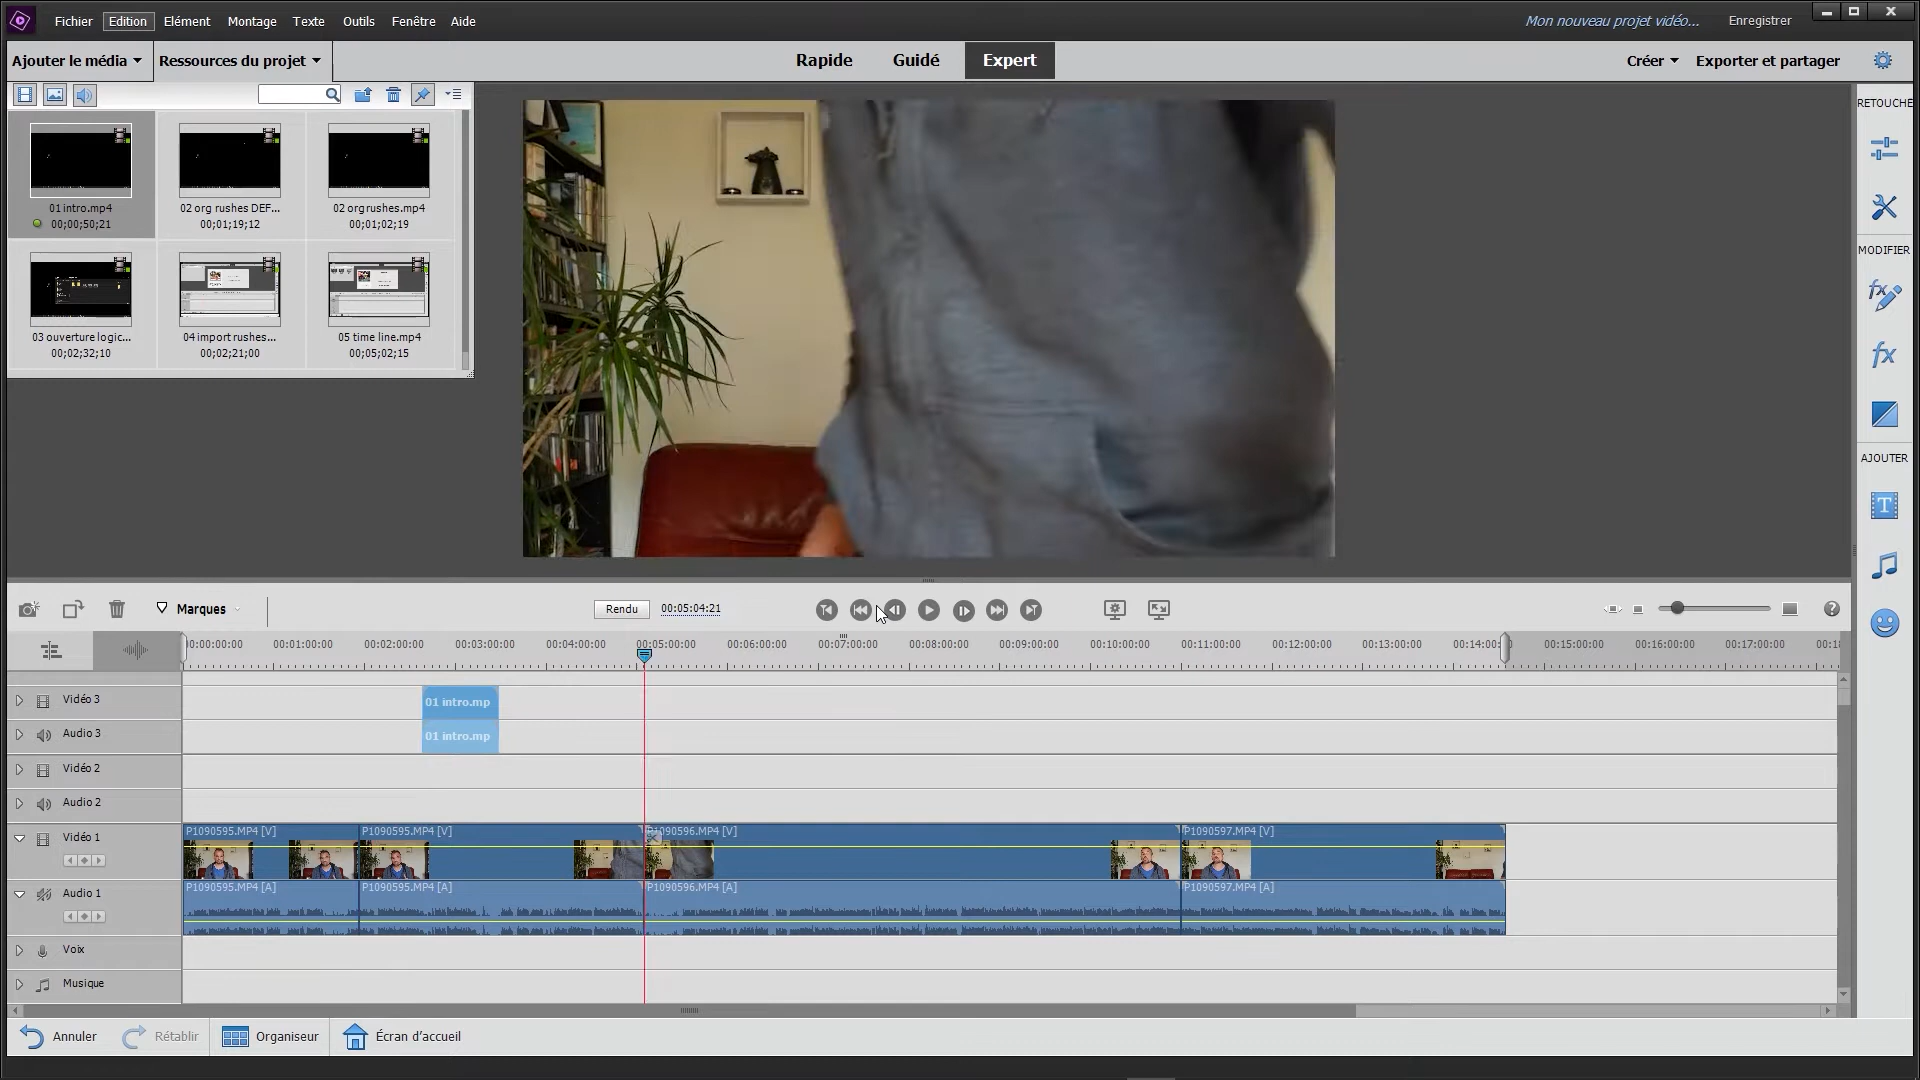 Fichier Edition Elément Montage Texte Outils Fenêtre Aide
Mon nouveau projet vidéo... Enregistrer
Ajouter le média Ressources du projet
Rapide Guidé Expert
Créer Exporter et partager
RETOUCHE
MODIFIER
AJOUTER
01 intro.mp4 02 org rushes DEF... 02 orgrushes.mp4
00;00;50;21 00;01;19;12 00;01;02;19
03 ouverture logic... 04 import rushes... 05 time line.mp4
00;02;32;10 00;02;21;00 00;05;02;15
Marques
Rendu 00:05:04:21
00:00:00:00 00:01:00:00 00:02:00:00 00:03:00:00 00:04:00:00 00:05:00:00 00:06:00:00 00:07:00:00 00:08:00:00 00:09:00:00 00:10:00:00 00:11:00:00 00:12:00:00 00:13:00:00 00:14:00: 00:15:00:00 00:16:00:00 00:17:00:00 00:18
Vidéo 3 01 intro.mp
Audio 3 01 intro.mp
Vidéo 2
Audio 2
Vidéo 1
P1090595.MP4 [V] P1090595.MP4 [V] P1090596.MP4 [V] P1090597.MP4 [V]
Audio 1
P1090595.MP4 [A] P1090595.MP4 [A] P1090596.MP4 [A] P1090597.MP4 [A]
Voix
Musique
Annuler Rétablir Organiseur Écran d'accueil